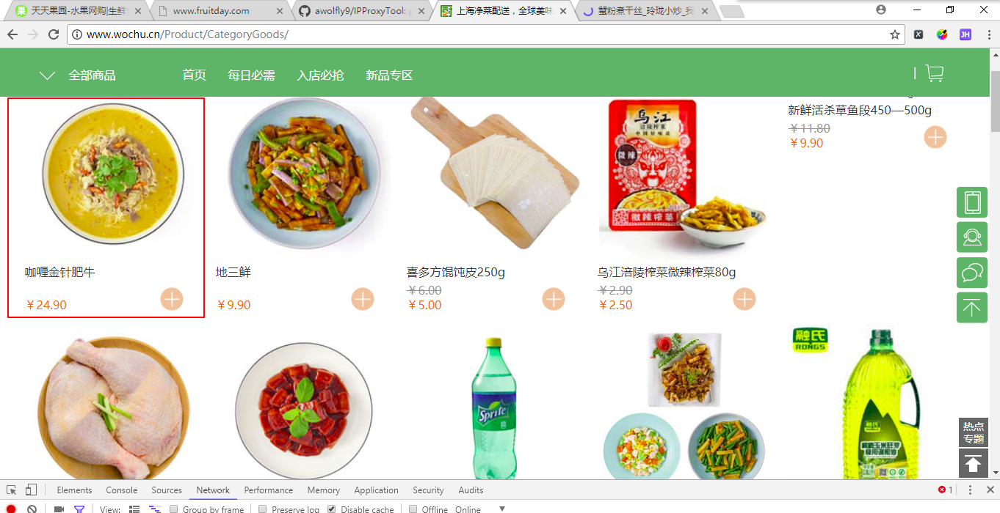 天天果园-水果网购|生鲜
www.fruitday.com
awolfly9/IPProxyTool:
上海净菜配送，全球美味
蟹粉煮干丝_玲珑小炒_我
www.wochu.cn/Product/CategoryGoods/
JH
全部商品 首页 每日必需 入店必抢 新品专区
新鲜活杀草鱼段450—500g
￥11.80
￥9.90
乌江
涪陵榨菜
中国好味道
微辣
微辣榨菜
咖喱金针肥牛
￥24.90
地三鲜
￥9.90
喜多方馄饨皮250g
￥6.00
￥5.00
乌江涪陵榨菜微辣榨菜80g
￥2.90
￥2.50
Sprite
融氏
RONGS
融氏
热点
专题
Elements Console Sources Network Performance Memory Application Security Audits 1
View: Group by frame Preserve log Disable cache Offline Online